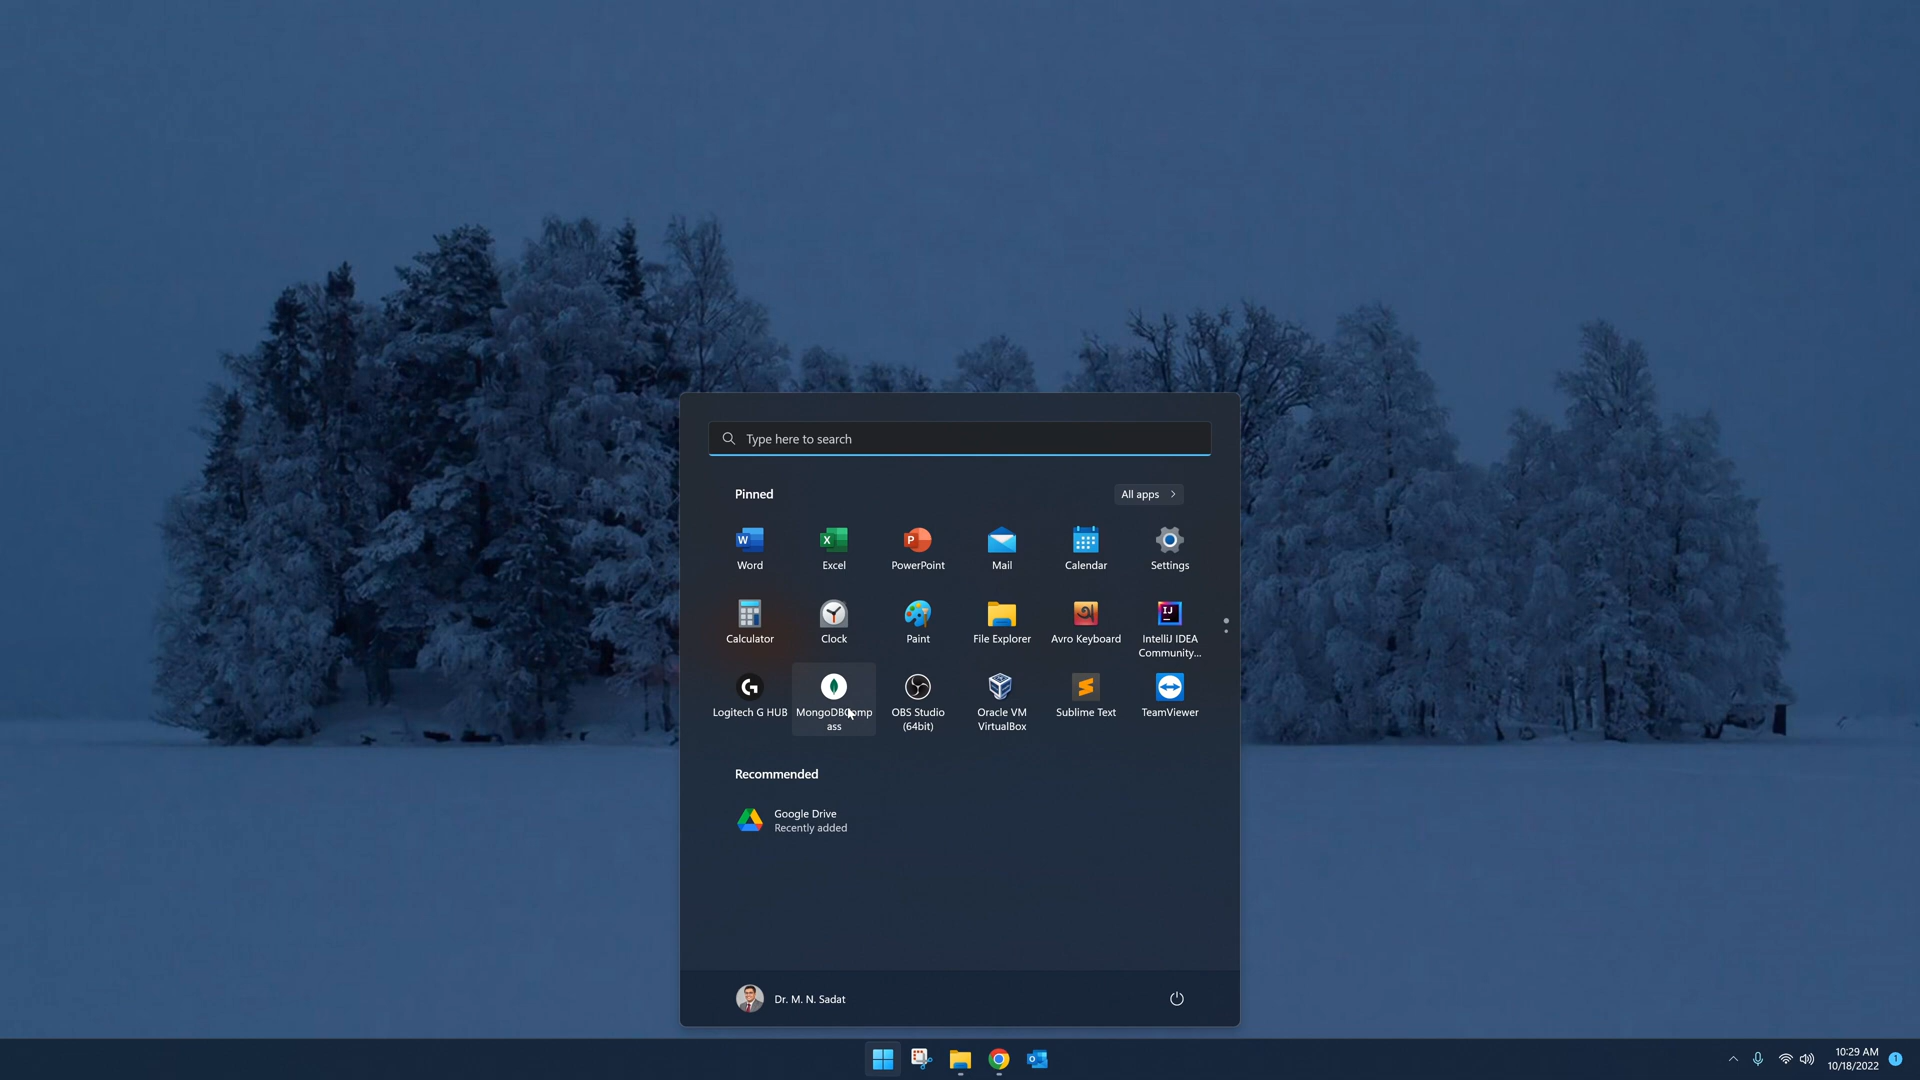 Type here to search
Pinned
All apps
Word
Excel
PowerPoint
Mail
Calendar
Settings
Calculator
Clock
Paint
File Explorer
Avro Keyboard
IntelliJ IDEA
Community...
Logitech G HUB
MongoDBComp
ass
OBS Studio
(64bit)
Oracle VM
VirtualBox
Sublime Text
TeamViewer
Recommended
Google Drive
Recently added
Dr. M. N. Sadat
10:29 AM
10/18/2022
1